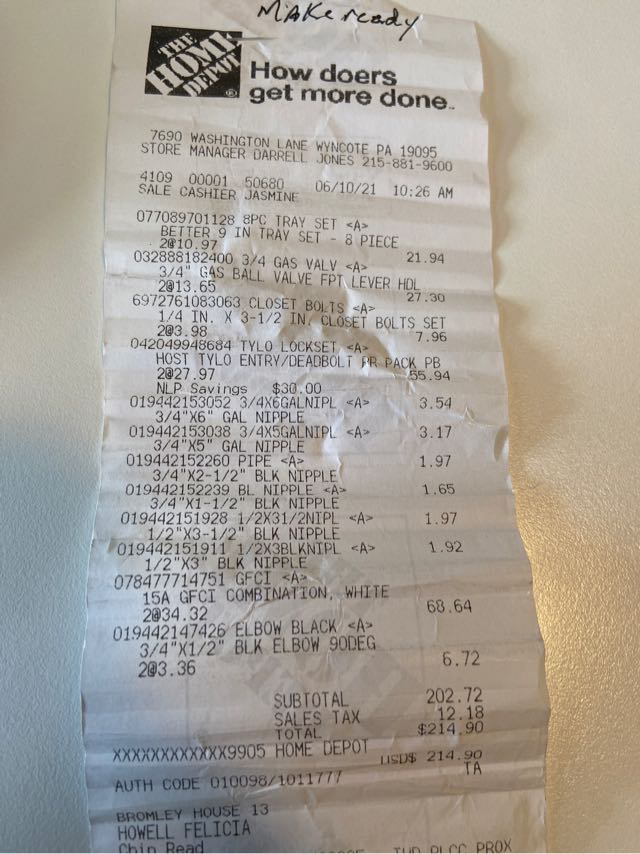 Make ready
THE
HOME
DEPOT
®
How doers
get more done™
7690 WASHINGTON LANE WYNCOTE PA 19095
STORE MANAGER DARRELL JONES 215-881-9600
4109 00001 50680 06/10/21 10:26 AM
SALE CASHIER JASMINE
077089701128 8PC TRAY SET <A>
BETTER 9 IN TRAY SET - 8 PIECE
2@10.97 21.94
032888182400 3/4 GAS VALV <A>
3/4" GAS BALL VALVE FPT LEVER HDL
2@13.65 27.30
6972761083063 CLOSET BOLTS <A>
1/4 IN. X 3-1/2 IN. CLOSET BOLTS SET
2@3.98 7.96
042049948684 TYLO LOCKSET <A>
HOST TYLO ENTRY/DEADBOLT PR PACK PB
2@27.97 55.94
NLP Savings $30.00
019442153052 3/4X6GALNIPL <A> 3.54
3/4"X6" GAL NIPPLE
019442153038 3/4X5GALNIPL <A> 3.17
3/4"X5" GAL NIPPLE
019442152260 PIPE <A> 1.97
3/4"X2-1/2" BLK NIPPLE
019442152239 BL NIPPLE <A> 1.65
3/4"X1-1/2" BLK NIPPLE
019442151928 1/2X31/2NIPL <A> 1.97
1/2"X3-1/2" BLK NIPPLE
019442151911 1/2X3BLKNIPL <A> 1.92
1/2"X3" BLK NIPPLE
078477714751 GFCI <A>
15A GFCI COMBINATION, WHITE
2@34.32 68.64
019442147426 ELBOW BLACK <A>
3/4"X1/2" BLK ELBOW 90DEG
2@3.36 6.72
SUBTOTAL 202.72
SALES TAX 12.18
TOTAL $214.90
XXXXXXXXXXXX9905 HOME DEPOT
USD$ 214.90
AUTH CODE 010098/1011777 TA
BROMLEY HOUSE 13
HOWELL FELICIA
Chip Read
THD PLCC PROX